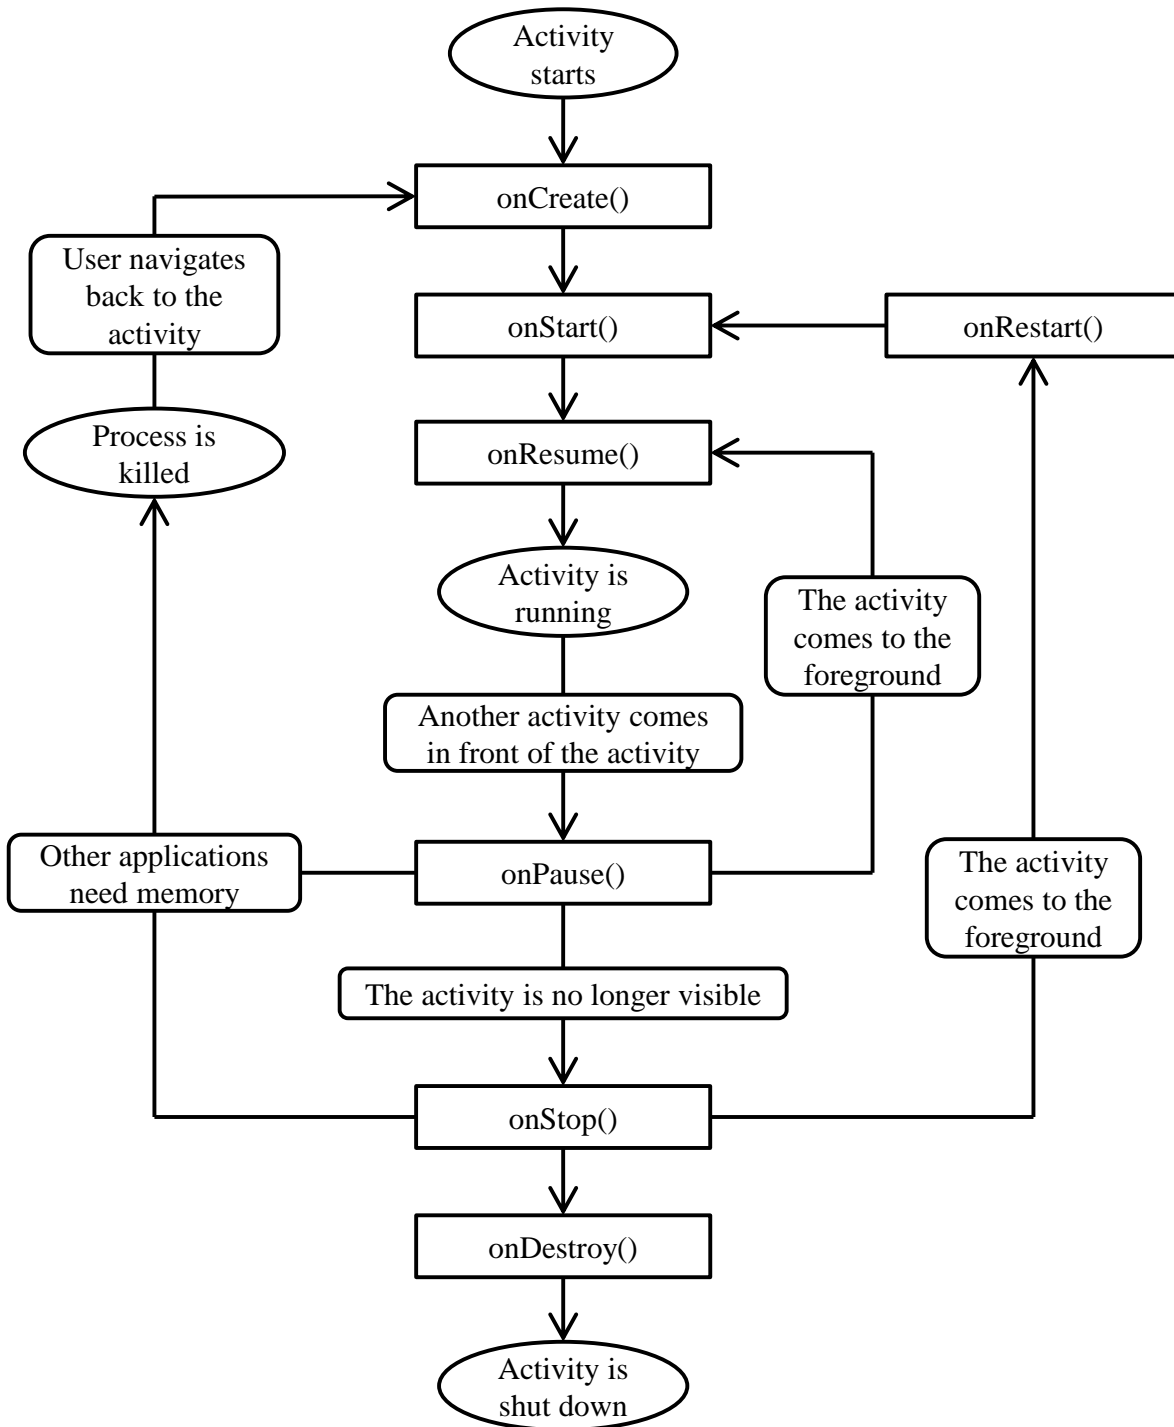 Activity
starts
onCreate()
User navigates
back to the
activity
onStart()
onRestart()
Process is
killed
onResume()
Activity is
running
The activity
comes to the
foreground
Another activity comes
in front of the activity
Other applications
need memory
onPause()
The activity
comes to the
foreground
The activity is no longer visible
onStop()
onDestroy()
Activity is
shut down